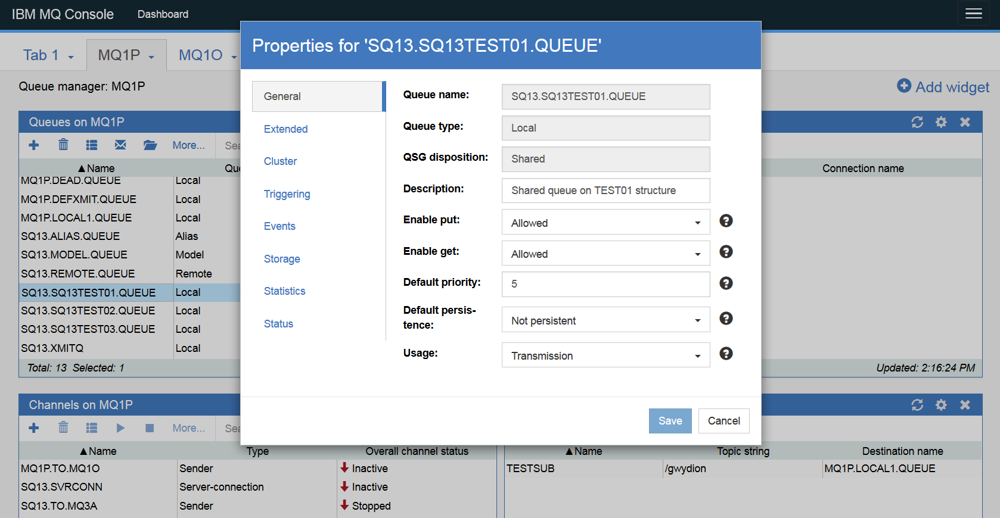 IBM MQ Console Dashboard
Properties for 'SQ13.SQ13TEST01.QUEUE'
Tab 1 MQ1P MQ1O
Queue manager: MQ1P
Add widget
General
Extended
Cluster
Triggering
Events
Storage
Statistics
Status
Queue name: SQ13.SQ13TEST01.QUEUE
Queue type: Local
QSG disposition: Shared
Description: Shared queue on TEST01 structure
Enable put: Allowed
Enable get: Allowed
Default priority: 5
Default persis-
tence: Not persistent
Usage: Transmission
Save Cancel
Queues on MQ1P
More... Sea
▲Name Que
MQ1P.DEAD.QUEUE Local
MQ1P.DEFXMIT.QUEUE Local
MQ1P.LOCAL1.QUEUE Local
SQ13.ALIAS.QUEUE Alias
SQ13.MODEL.QUEUE Model
SQ13.REMOTE.QUEUE Remote
SQ13.SQ13TEST01.QUEUE Local
SQ13.SQ13TEST02.QUEUE Local
SQ13.SQ13TEST03.QUEUE Local
SQ13.XMITQ Local
Total: 13 Selected: 1
Connection name
Updated: 2:16:24 PM
Channels on MQ1P
More... Sea
▲Name Type Overall channel status
MQ1P.TO.MQ1O Sender Inactive
SQ13.SVRCONN Server-connection Inactive
SQ13.TO.MQ3A Sender Stopped
▲Name Topic string Destination name
TESTSUB /gwydion MQ1P.LOCAL1.QUEUE